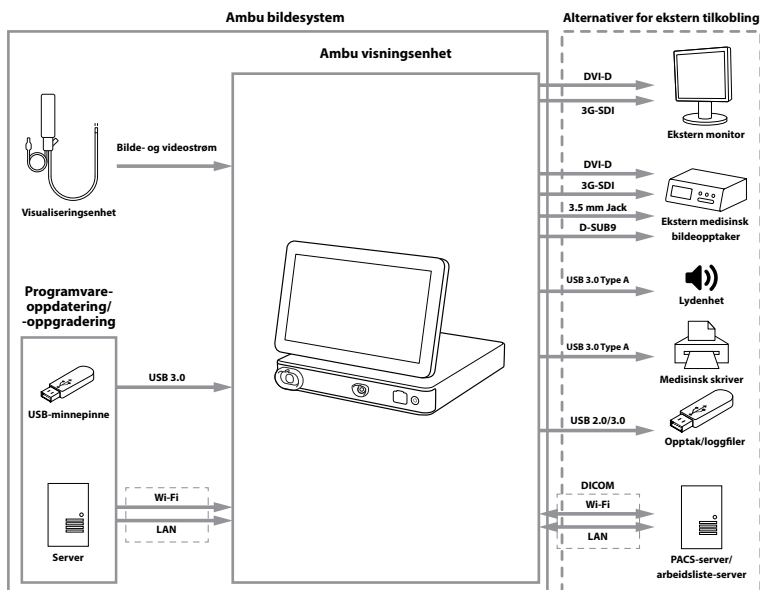 Ambu bildesystem
Alternativer for ekstern tilkobling
Ambu visningsenhet
Bilde- og videostrøm
Visualiseringsenhet
DVI-D
3G-SDI
Ekstern monitor
DVI-D
3G-SDI
3.5 mm Jack
D-SUB9
Ekstern medisinsk
bildeopptaker
Programvare-
oppdatering/
-oppgradering
USB 3.0 Type A
Lydenhet
USB-minnepinne
USB 3.0
USB 3.0 Type A
Medisinsk skriver
USB 2.0/3.0
Opptak/loggfiler
Server
Wi-Fi
LAN
DICOM
Wi-Fi
LAN
PACS-server/
arbeidsliste-server